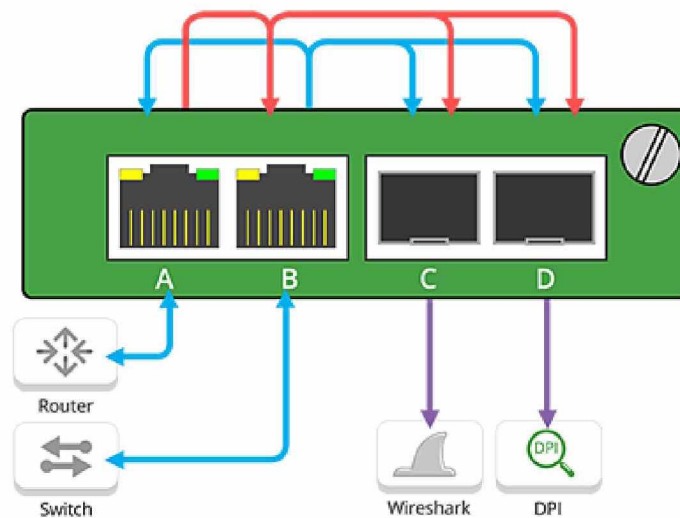 A
B
C
D
Router
Switch
Wireshark
DPI
DPI